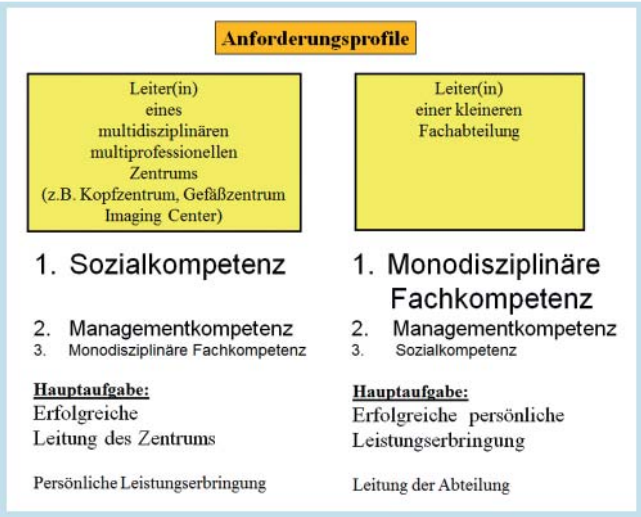 Anforderungsprofile
Leiter(in)
eines
multidisziplinären
multiprofessionellen
Zentrums
(z.B. Kopfzentrum, Gefäßzentrum
Imaging Center)
1. Sozialkompetenz
2. Managementkompetenz
3. Monodisziplinäre Fachkompetenz
Hauptaufgabe:
Erfolgreiche
Leitung des Zentrums
Persönliche Leistungserbringung
Leiter(in)
einer kleineren
Fachabteilung
1. Monodisziplinäre
Fachkompetenz
2. Managementkompetenz
3. Sozialkompetenz
Hauptaufgabe:
Erfolgreiche persönliche
Leistungserbringung
Leitung der Abteilung